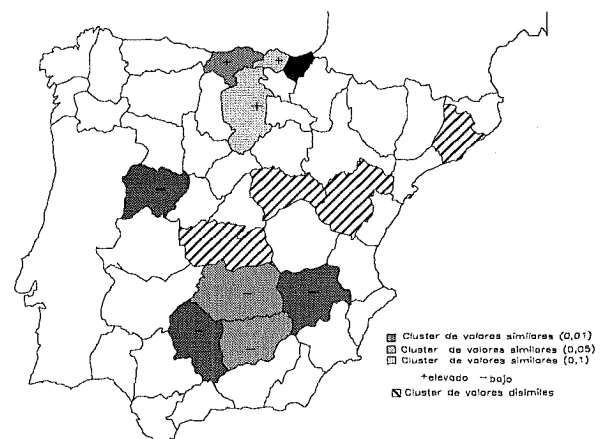 Cluster de valores similares (0,01)
Cluster de valores similares (0,05)
Cluster de valores similares (0,1)
+elevado −bajo
Cluster de valores disimiles